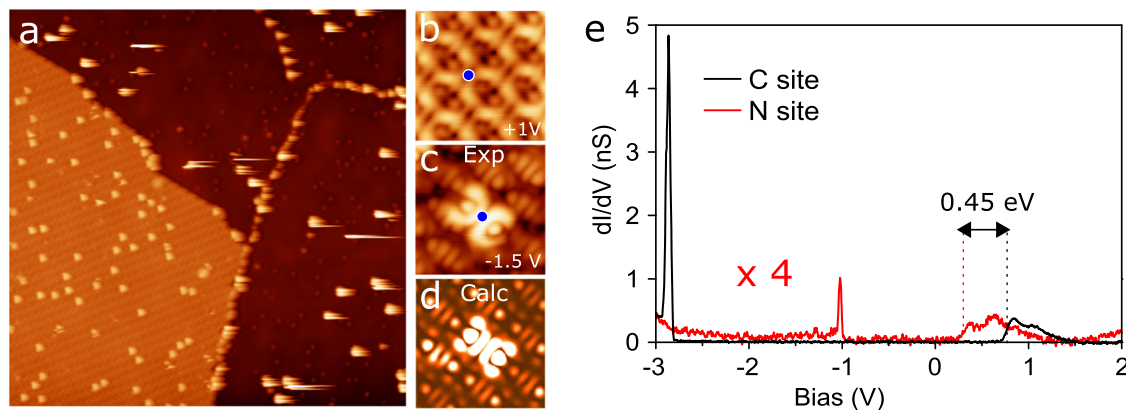 a
b
+1V
c
Exp
-1.5 V
d
Calc
e
5
4
3
2
1
0
dI/dV (nS)
C site
N site
0.45 eV
x 4
-3
-2
-1
0
1
2
Bias (V)